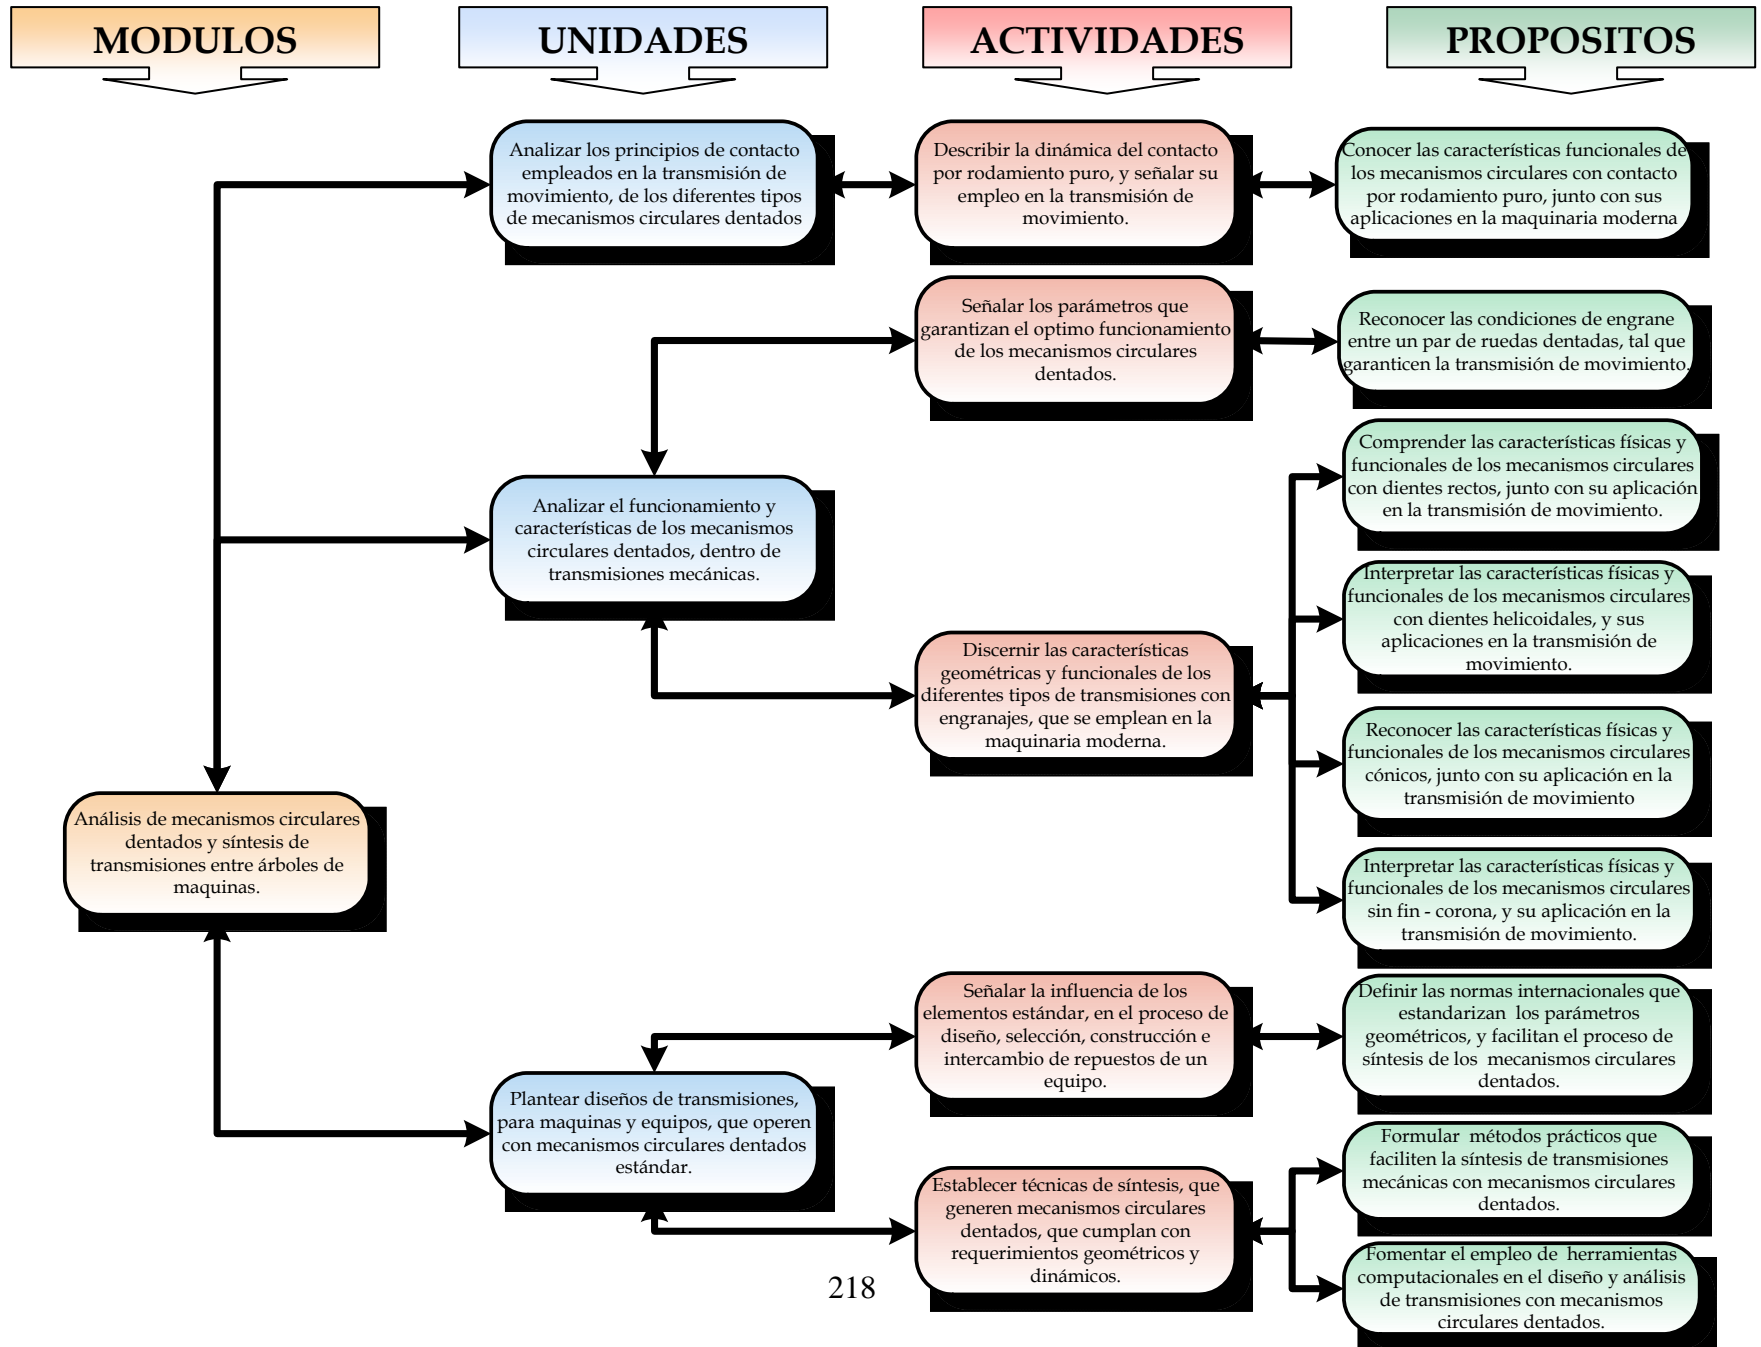 MODULOS
UNIDADES
ACTIVIDADES
PROPOSITOS
Analizar los principios de contacto
empleados en la transmisión de
movimiento, de los diferentes tipos
de mecanismos circulares dentados
Describir la dinámica del contacto
por rodamiento puro, y señalar su
empleo en la transmisión de
movimiento.
Conocer las características funcionales de
los mecanismos circulares con contacto
por rodamiento puro, junto con sus
aplicaciones en la maquinaria moderna
Señalar los parámetros que
garantizan el optimo funcionamiento
de los mecanismos circulares
dentados.
Reconocer las condiciones de engrane
entre un par de ruedas dentadas, tal que
garanticen la transmisión de movimiento.
Comprender las características físicas y
funcionales de los mecanismos circulares
con dientes rectos, junto con su aplicación
en la transmisión de movimiento.
Analizar el funcionamiento y
características de los mecanismos
circulares dentados, dentro de
transmisiones mecánicas.
Interpretar las características físicas y
funcionales de los mecanismos circulares
con dientes helicoidales, y sus
aplicaciones en la transmisión de
movimiento.
Discernir las características
geométricas y funcionales de los
diferentes tipos de transmisiones con
engranajes, que se emplean en la
maquinaria moderna.
Reconocer las características físicas y
funcionales de los mecanismos circulares
cónicos, junto con su aplicación en la
transmisión de movimiento
Análisis de mecanismos circulares
dentados y síntesis de
transmisiones entre árboles de
maquinas.
Interpretar las características físicas y
funcionales de los mecanismos circulares
sin fin - corona, y su aplicación en la
transmisión de movimiento.
Señalar la influencia de los
elementos estándar, en el proceso de
diseño, selección, construcción e
intercambio de repuestos de un
equipo.
Definir las normas internacionales que
estandarizan los parámetros
geométricos, y facilitan el proceso de
síntesis de los mecanismos circulares
dentados.
Plantear diseños de transmisiones,
para maquinas y equipos, que operen
con mecanismos circulares dentados
estándar.
Formular métodos prácticos que
faciliten la síntesis de transmisiones
mecánicas con mecanismos circulares
dentados.
Establecer técnicas de síntesis, que
generen mecanismos circulares
dentados, que cumplan con
requerimientos geométricos y
dinámicos.
Fomentar el empleo de herramientas
computacionales en el diseño y análisis
de transmisiones con mecanismos
circulares dentados.
218